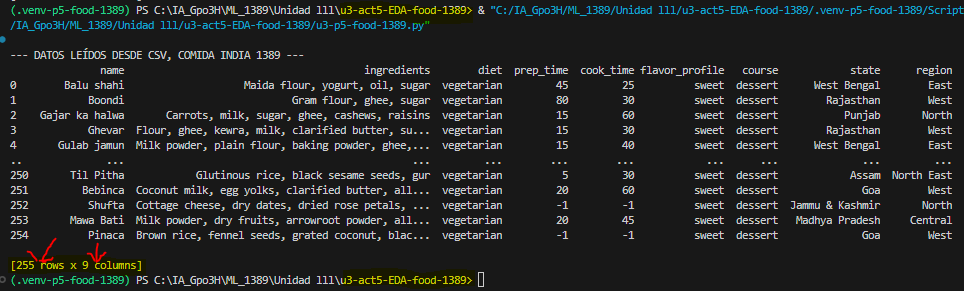 (.venv-p5-food-1389) PS C:\IA_Gpo3H\ML_1389\Unidad lll\u3-act5-EDA-food-1389> & "C:/IA_Gpo3H/ML_1389/Unidad lll/u3-act5-EDA-food-1389/.venv-p5-food-1389/Script
/IA_Gpo3H/ML_1389/Unidad lll/u3-act5-EDA-food-1389/u3-p5-food-1389.py"
--- DATOS LEÍDOS DESDE CSV, COMIDA INDIA 1389 ---
name ingredients diet prep_time cook_time flavor_profile course state region
0 Balu shahi Maida flour, yogurt, oil, sugar vegetarian 45 25 sweet dessert West Bengal East
1 Boondi Gram flour, ghee, sugar vegetarian 80 30 sweet dessert Rajasthan West
2 Gajar ka halwa Carrots, milk, sugar, ghee, cashews, raisins vegetarian 15 60 sweet dessert Punjab North
3 Ghevar Flour, ghee, kewra, milk, clarified butter, su... vegetarian 15 30 sweet dessert Rajasthan West
4 Gulab jamun Milk powder, plain flour, baking powder, ghee,... vegetarian 15 40 sweet dessert West Bengal East
.. ... ... ... ... ... ... ... ... ...
250 Til Pitha Glutinous rice, black sesame seeds, gur vegetarian 5 30 sweet dessert Assam North East
251 Bebinca Coconut milk, egg yolks, clarified butter, all... vegetarian 20 60 sweet dessert Goa West
252 Shufta Cottage cheese, dry dates, dried rose petals, ... vegetarian -1 -1 sweet dessert Jammu & Kashmir North
253 Mawa Bati Milk powder, dry fruits, arrowroot powder, all... vegetarian 20 45 sweet dessert Madhya Pradesh Central
254 Pinaca Brown rice, fennel seeds, grated coconut, blac... vegetarian -1 -1 sweet dessert Goa West
[255 rows x 9 columns]
(.venv-p5-food-1389) PS C:\IA_Gpo3H\ML_1389\Unidad lll\u3-act5-EDA-food-1389>